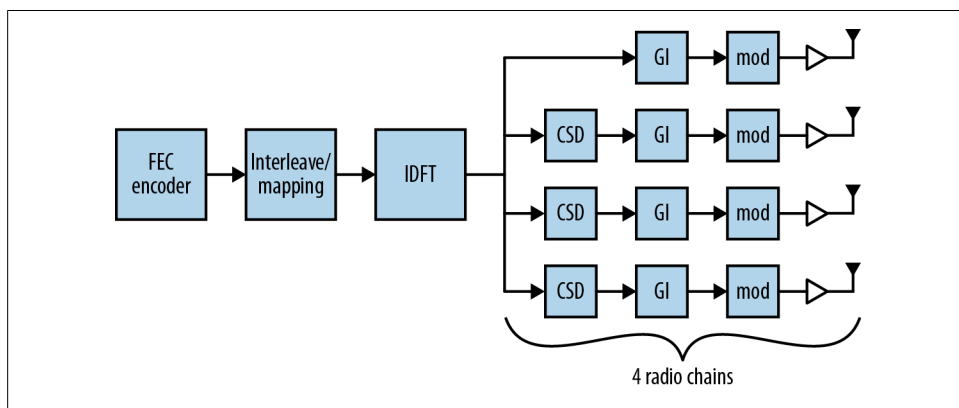 GI
mod
CSD
GI
mod
FEC
encoder
Interleave/
mapping
IDFT
CSD
GI
mod
CSD
GI
mod
4 radio chains